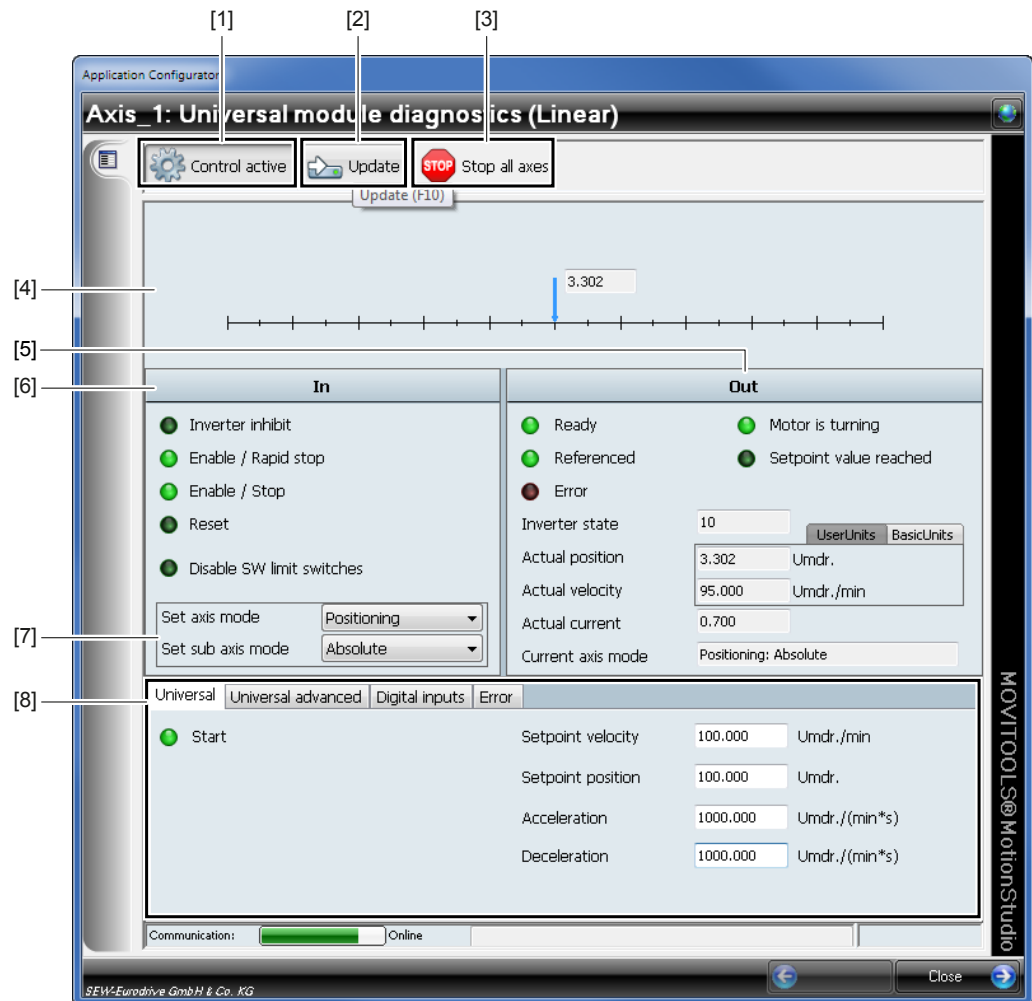 [1] [2] [3]
Application Configurator
Axis_1: Universal module diagnostics (Linear)
Control active
Update
STOP Stop all axes
Update (F10)
[4]
3.302
[5]
[6]
In
Out
Inverter inhibit
Enable / Rapid stop
Enable / Stop
Reset
Disable SW limit switches
[7]
Set axis mode Positioning
Set sub axis mode Absolute
Ready
Motor is turning
Referenced
Setpoint value reached
Error
Inverter state 10
UserUnits BasicUnits
Actual position 3.302 Umdr.
Actual velocity 95.000 Umdr./min
Actual current 0.700
Current axis mode Positioning: Absolute
[8]
Universal Universal advanced Digital inputs Error
Start
Setpoint velocity 100.000 Umdr./min
Setpoint position 100.000 Umdr.
Acceleration 1000.000 Umdr./(min*s)
Deceleration 1000.000 Umdr./(min*s)
Communication: Online
MOVITOOLS® MotionStudio
SEW-Eurodrive GmbH & Co. KG
Close